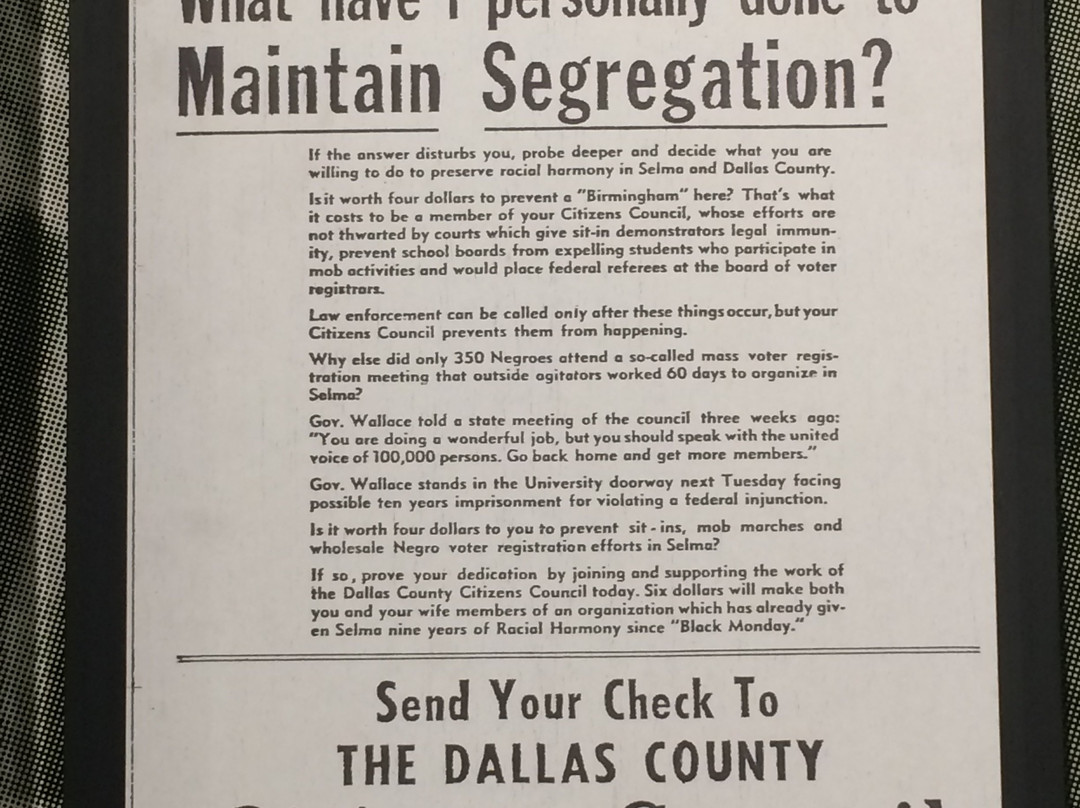 What have I personally done to
Maintain Segregation?
If the answer disturbs you, probe deeper and decide what you are
willing to do to preserve racial harmony in Selma and Dallas County.
Is it worth four dollars to prevent a "Birmingham" here? That's what
it costs to be a member of your Citizens Council, whose efforts are
not thwarted by courts which give sit-in demonstrators legal immun-
ity, prevent school boards from expelling students who participate in
mob activities and would place federal referees at the board of voter
registrars.
Law enforcement can be called only after these things occur, but your
Citizens Council prevents them from happening.
Why else did only 350 Negroes attend a so-called mass voter regis-
tration meeting that outside agitators worked 60 days to organize in
Selma?
Gov. Wallace told a state meeting of the council three weeks ago:
"You are doing a wonderful job, but you should speak with the united
voice of 100,000 persons. Go back home and get more members."
Gov. Wallace stands in the University doorway next Tuesday facing
possible ten years imprisonment for violating a federal injunction.
Is it worth four dollars to you to prevent sit-ins, mob marches and
wholesale Negro voter registration efforts in Selma?
If so, prove your dedication by joining and supporting the work of
the Dallas County Citizens Council today. Six dollars will make both
you and your wife members of an organization which has already giv-
en Selma nine years of Racial Harmony since "Black Monday."
Send Your Check To
THE DALLAS COUNTY